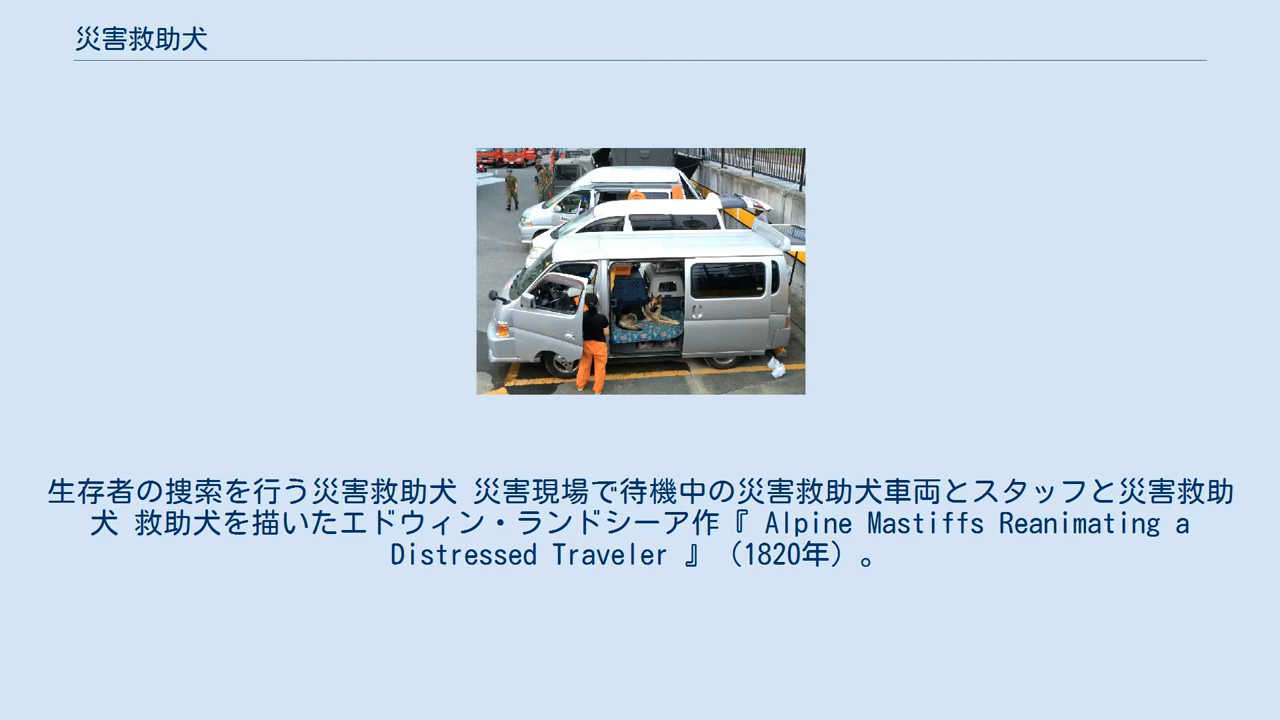 災害救助犬
生存者の捜索を行う災害救助犬 災害現場で待機中の災害救助犬車両とスタッフと災害救助
犬 救助犬を描いたエドウィン・ランドシーア作『 Alpine Mastiffs Reanimating a
Distressed Traveler 』（1820年）。